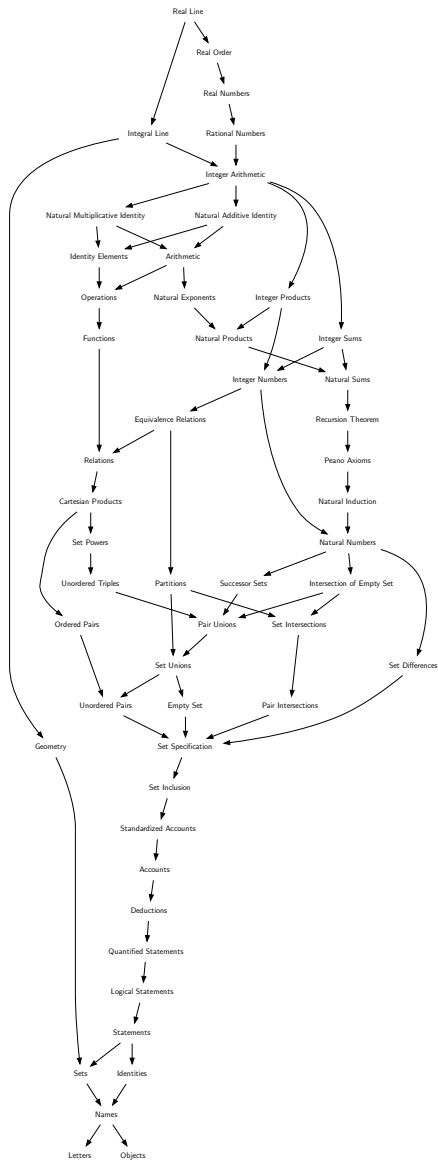 Real Line
Real Order
Real Numbers
Integral Line
Rational Numbers
Integer Arithmetic
Natural Multiplicative Identity
Natural Additive Identity
Identity Elements
Arithmetic
Operations
Natural Exponents
Integer Products
Functions
Natural Products
Integer Sums
Integer Numbers
Natural Sums
Equivalence Relations
Recursion Theorem
Relations
Peano Axioms
Cartesian Products
Natural Induction
Set Powers
Natural Numbers
Unordered Triples
Partitions
Successor Sets
Intersection of Empty Set
Ordered Pairs
Pair Unions
Set Intersections
Set Unions
Set Differences
Unordered Pairs
Empty Set
Pair Intersections
Geometry
Set Specification
Set Inclusion
Standardized Accounts
Accounts
Deductions
Quantified Statements
Logical Statements
Statements
Sets
Identities
Names
Letters
Objects